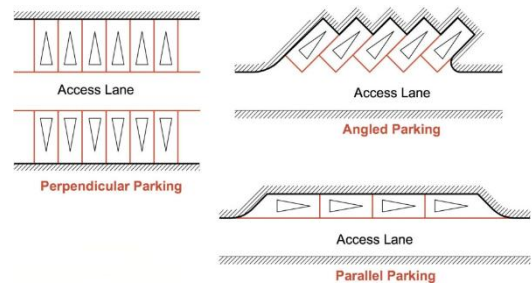 Access Lane
Perpendicular Parking
Access Lane
Angled Parking
Access Lane
Parallel Parking